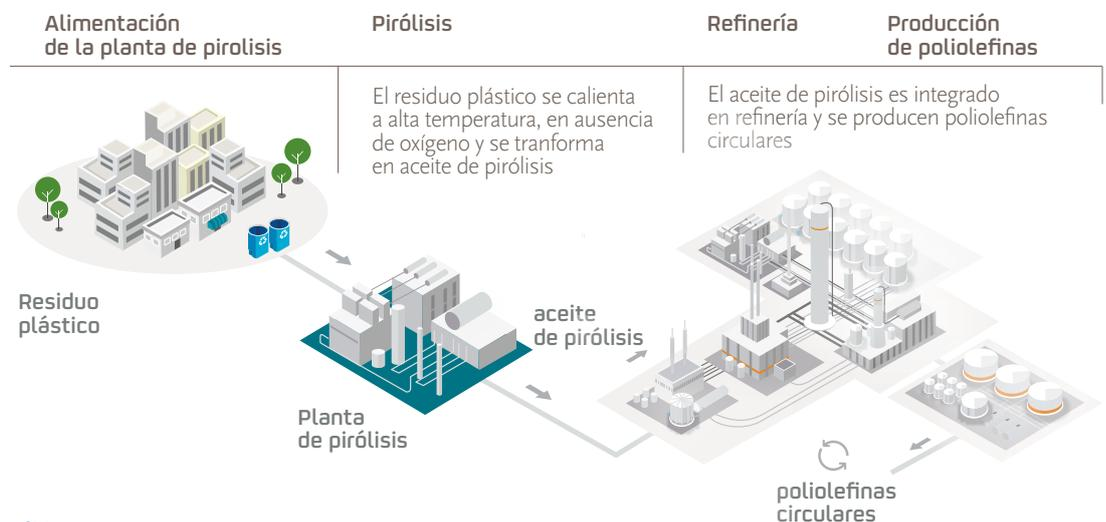 Alimentación
de la planta de pirolisis
Pirólisis
Refinería
Producción
de poliolefinas
El residuo plástico se calienta
a alta temperatura, en ausencia
de oxígeno y se tranforma
en aceite de pirólisis
El aceite de pirólisis es integrado
en refinería y se producen poliolefinas
circulares
Residuo
plástico
aceite
de pirólisis
Planta
de pirólisis
poliolefinas
circulares